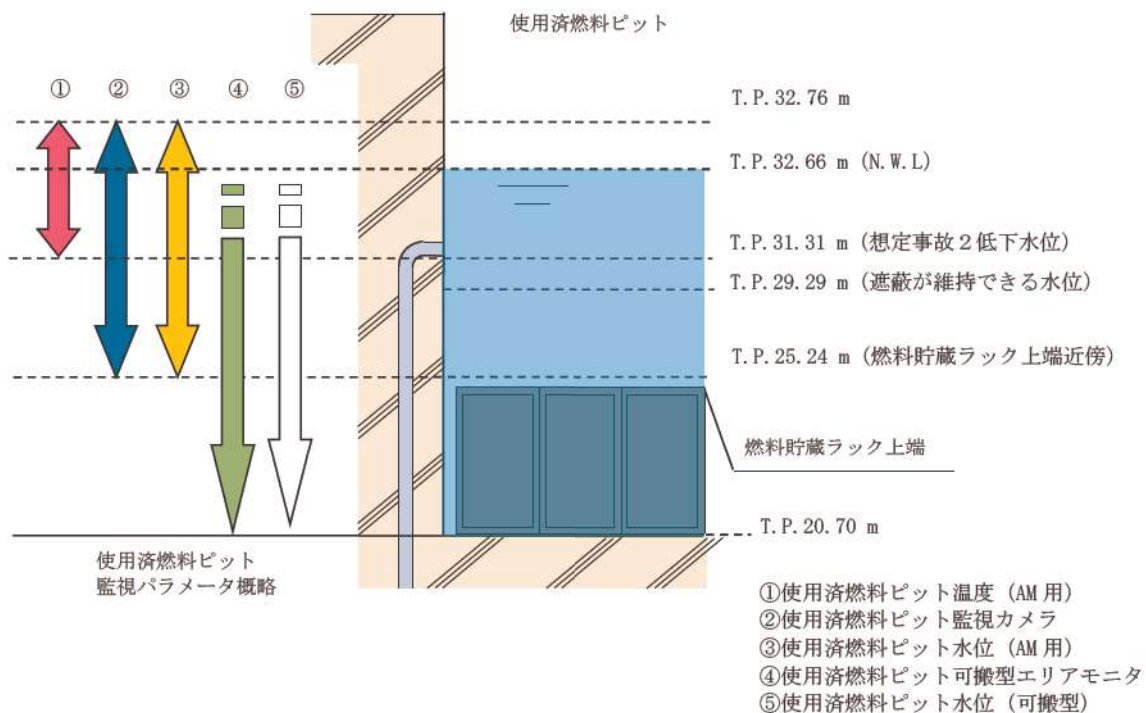 使用済燃料ピット
① ② ③ ④ ⑤
T.P.32.76 m
T.P.32.66 m (N.W.L)
T.P.31.31 m (想定事故2低下水位)
T.P.29.29 m (遮蔽が維持できる水位)
T.P.25.24 m (燃料貯蔵ラック上端近傍)
燃料貯蔵ラック上端
T.P.20.70 m
使用済燃料ピット
監視パラメータ概略
①使用済燃料ピット温度 (AM用)
②使用済燃料ピット監視カメラ
③使用済燃料ピット水位 (AM用)
④使用済燃料ピット可搬型エリアモニタ
⑤使用済燃料ピット水位 (可搬型)